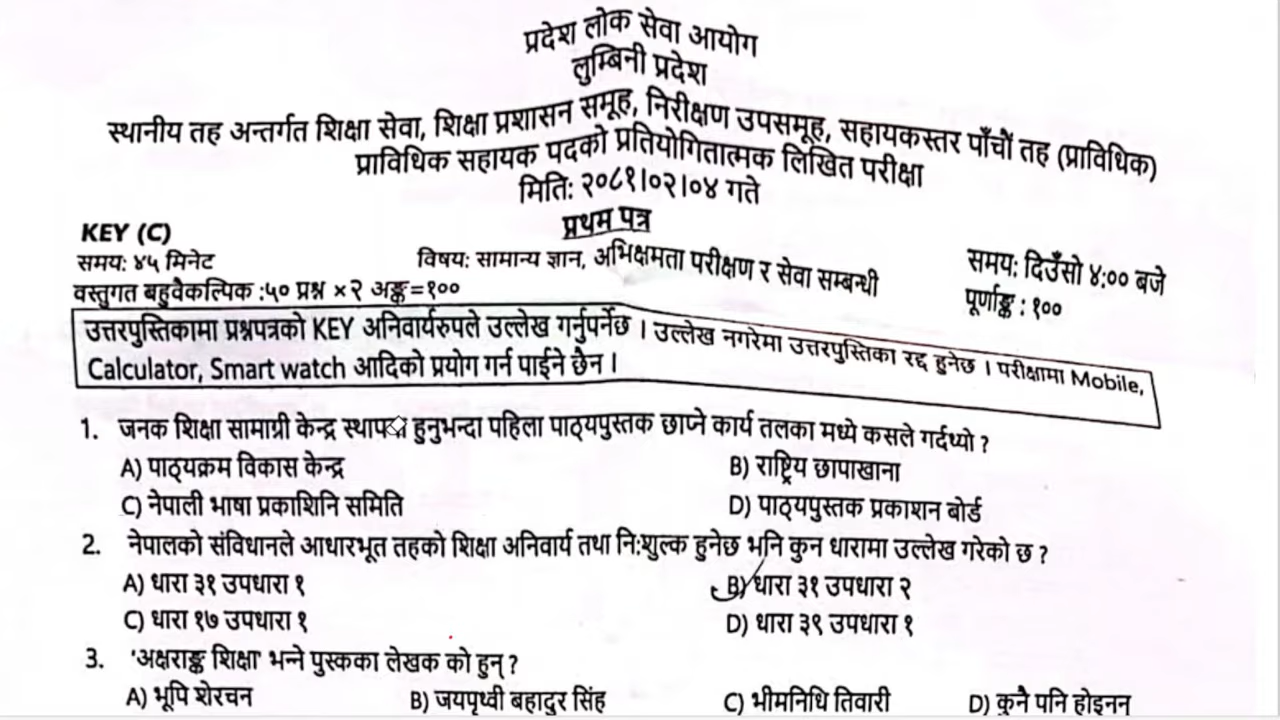 प्रदेश लोक सेवा आयोग
लुम्बिनी प्रदेश
स्थानीय तह अन्तर्गत शिक्षा सेवा, शिक्षा प्रशासन समूह, निरीक्षण उपसमूह, सहायकस्तर पाँचौं तह (प्राविधिक)
प्राविधिक सहायक पदको प्रतियोगितात्मक लिखित परीक्षा
मिति: २०८१।०२।०४ गते
प्रथम पत्र
KEY (C)
समय: ४५ मिनेट विषय: सामान्य ज्ञान, अभिक्षमता परीक्षण र सेवा सम्बन्धी समय: दिउँसो ४:०० बजे
वस्तुगत बहुवैकल्पिक :५० प्रश्न ×२ अङ्क=१०० पूर्णाङ्क : १००
उत्तरपुस्तिकामा प्रश्नपत्रको KEY अनिवार्यरुपले उल्लेख गर्नुपर्नेछ । उल्लेख नगरेमा उत्तरपुस्तिका रद्द हुनेछ । परीक्षामा Mobile,
Calculator, Smart watch आदिको प्रयोग गर्न पाईने छैन ।
1. जनक शिक्षा सामाग्री केन्द्र हुनुभन्दा पहिला पाठ्यपुस्तक छाप्ने कार्य तलका मध्ये कसले गर्दथ्यो ?
A) पाठ्यक्रम विकास केन्द्र B) राष्ट्रिय छापाखाना
C) नेपाली भाषा प्रकाशिनि समिति D) पाठ्यपुस्तक प्रकाशन बोर्ड
2. नेपालको संविधानले आधारभूत तहको शिक्षा अनिवार्य तथा नि:शुल्क हुनेछ भनि कुन धारामा उल्लेख गरेको छ ?
A) धारा ३१ उपधारा १ B) धारा ३१ उपधारा २
C) धारा १७ उपधारा १ D) धारा ३९ उपधारा १
3. 'अक्षराङ्क शिक्षा' भन्ने पुस्कका लेखक को हुन् ?
A) भूपि शेरचन B) जयपृथ्वी बहादुर सिंह C) भीमनिधि तिवारी D) कुनै पनि होइनन